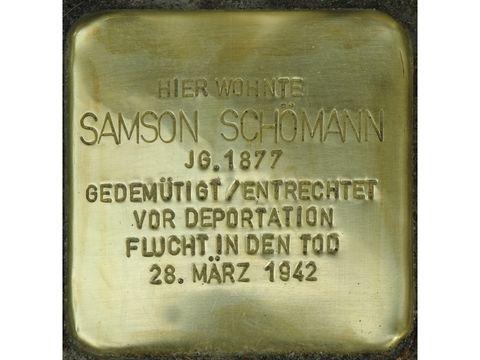 HIER WOHNTE
SAMSON SCHÖMANN
JG. 1877
GEDEMÜTIGT/ENTRECHTET
VOR DEPORTATION
FLUCHT IN DEN TOD
28. MÄRZ 1942